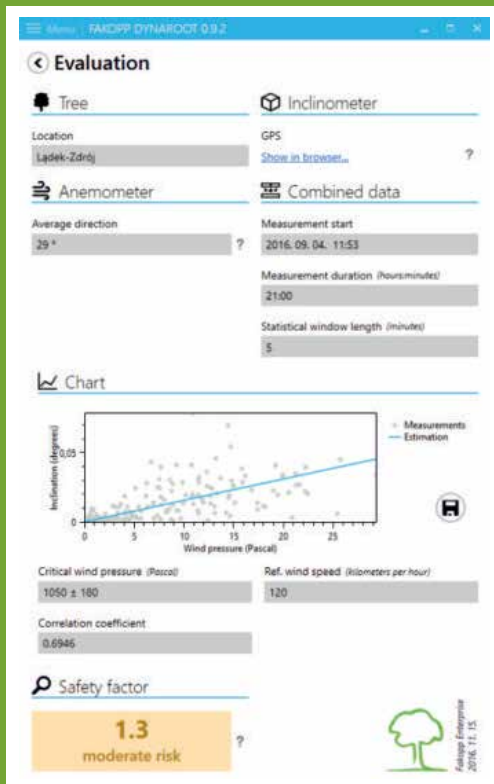 Menu FAKOPP DYNAROOT 0.9.2
Evaluation
Tree
Inclinometer
Location
GPS
Lądek-Zdrój
Show in browser...
?
Anemometer
Combined data
Average direction
Measurement start
29 °
?
2016. 09. 04. 11:53
Measurement duration (hours:minutes)
21:00
Statistical window length (minutes)
5
Chart
Inclination (degrees)
0,05
0
0 5 10 15 20 25
Wind pressure (Pascal)
Measurements
Estimation
Critical wind pressure (Pascal)
Ref. wind speed (kilometers per hour)
1050 ± 180
120
Correlation coefficient
0.6946
Safety factor
1.3
moderate risk
?
Fakopp Enterprise
2016. 11. 15.